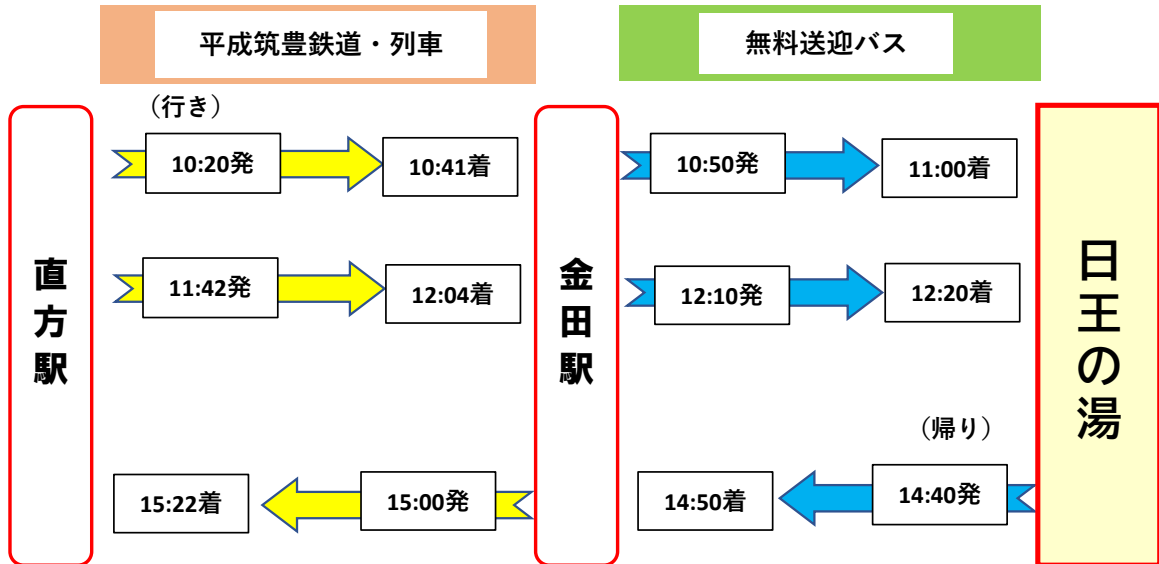 平成筑豊鉄道・列車
無料送迎バス
(行き)
10:20発
10:41着
10:50発
11:00着
直方駅
11:42発
12:04着
金田駅
12:10発
12:20着
日王の湯
(帰り)
15:22着
15:00発
14:50着
14:40発